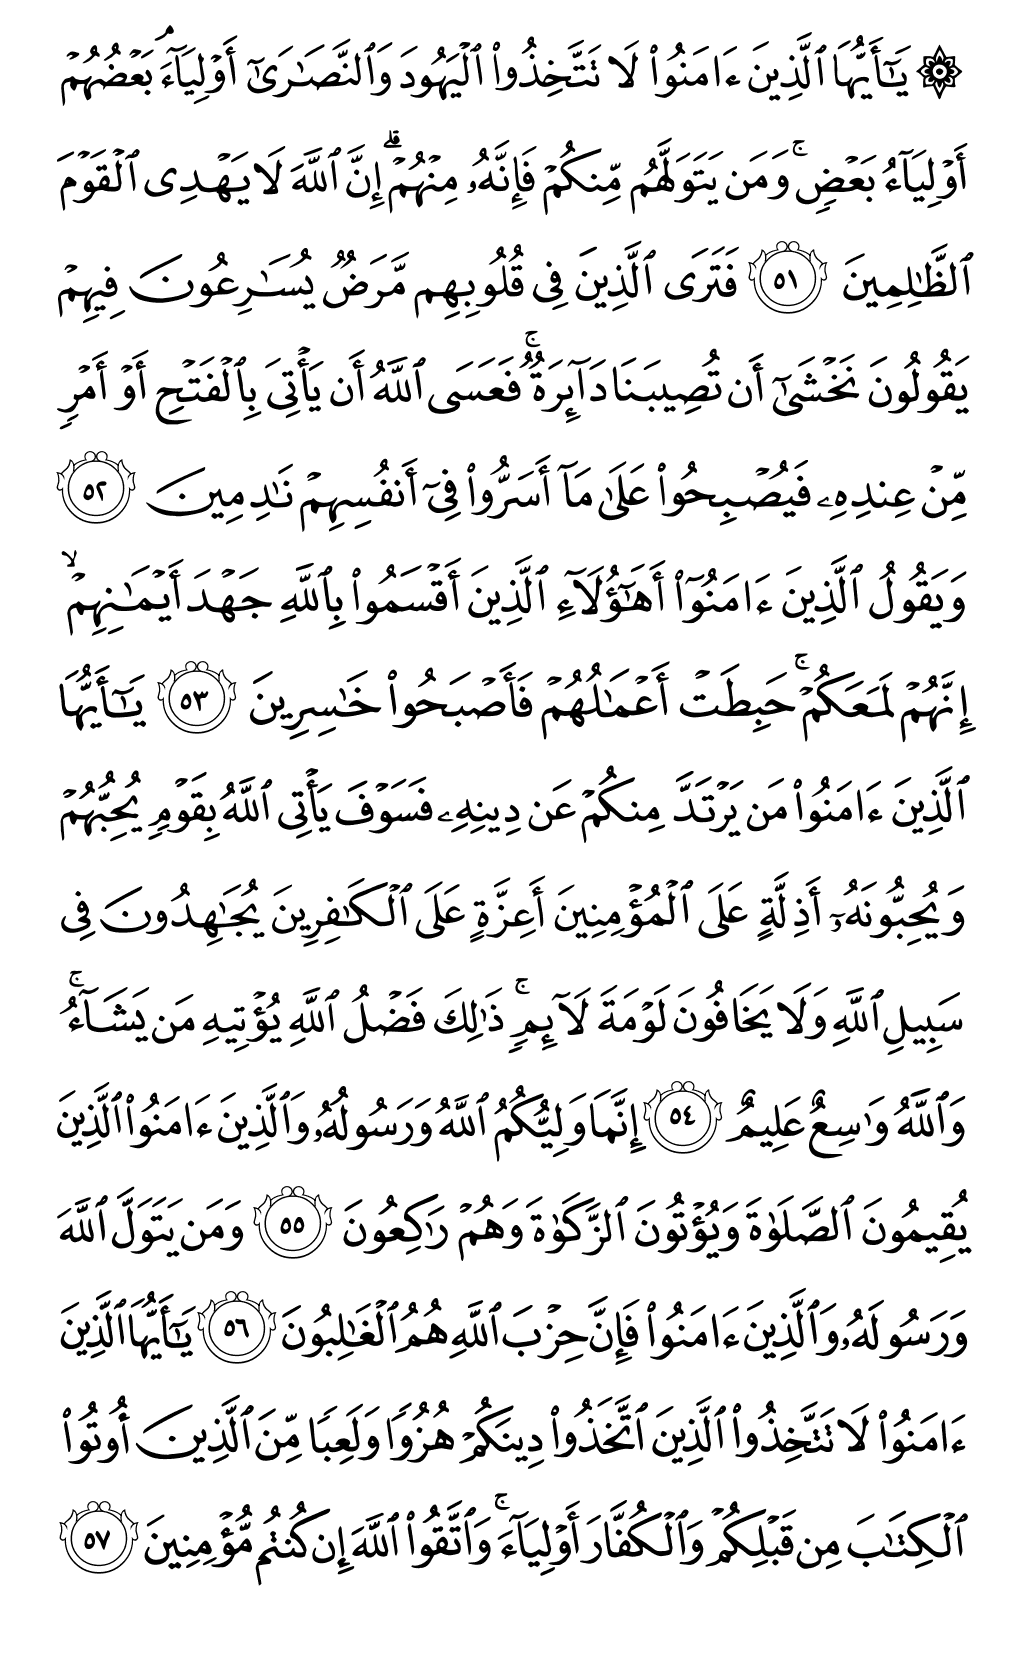 ۞ يَـٰٓأَيُّهَا ٱلَّذِينَ ءَامَنُوا۟ لَا تَتَّخِذُوا۟ ٱلْيَهُودَ وَٱلنَّصَـٰرَىٰٓ أَوْلِيَآءَ ۘ بَعْضُهُمْ
أَوْلِيَآءُ بَعْضٍ ۚ وَمَن يَتَوَلَّهُم مِّنكُمْ فَإِنَّهُۥ مِنْهُمْ ۗ إِنَّ ٱللَّهَ لَا يَهْدِى ٱلْقَوْمَ
ٱلظَّـٰلِمِينَ ٥١ فَتَرَى ٱلَّذِينَ فِى قُلُوبِهِم مَّرَضٌ يُسَـٰرِعُونَ فِيهِمْ
يَقُولُونَ نَخْشَىٰٓ أَن تُصِيبَنَا دَآئِرَةٌ ۚ فَعَسَى ٱللَّهُ أَن يَأْتِىَ بِٱلْفَتْحِ أَوْ أَمْرٍ
مِّنْ عِندِهِۦ فَيُصْبِحُوا۟ عَلَىٰ مَآ أَسَرُّوا۟ فِىٓ أَنفُسِهِمْ نَـٰدِمِينَ ٥٢
وَيَقُولُ ٱلَّذِينَ ءَامَنُوٓا۟ أَهَـٰٓؤُلَآءِ ٱلَّذِينَ أَقْسَمُوا۟ بِٱللَّهِ جَهْدَ أَيْمَـٰنِهِمْ ۙ
إِنَّهُمْ لَمَعَكُمْ ۚ حَبِطَتْ أَعْمَـٰلُهُمْ فَأَصْبَحُوا۟ خَـٰسِرِينَ ٥٣ يَـٰٓأَيُّهَا
ٱلَّذِينَ ءَامَنُوا۟ مَن يَرْتَدَّ مِنكُمْ عَن دِينِهِۦ فَسَوْفَ يَأْتِى ٱللَّهُ بِقَوْمٍ يُحِبُّهُمْ
وَيُحِبُّونَهُۥٓ أَذِلَّةٍ عَلَى ٱلْمُؤْمِنِينَ أَعِزَّةٍ عَلَى ٱلْكَـٰفِرِينَ يُجَـٰهِدُونَ فِى
سَبِيلِ ٱللَّهِ وَلَا يَخَافُونَ لَوْمَةَ لَآئِمٍ ۚ ذَٰلِكَ فَضْلُ ٱللَّهِ يُؤْتِيهِ مَن يَشَآءُ ۚ
وَٱللَّهُ وَٰسِعٌ عَلِيمٌ ٥٤ إِنَّمَا وَلِيُّكُمُ ٱللَّهُ وَرَسُولُهُۥ وَٱلَّذِينَ ءَامَنُوا۟ ٱلَّذِينَ
يُقِيمُونَ ٱلصَّلَوٰةَ وَيُؤْتُونَ ٱلزَّكَوٰةَ وَهُمْ رَٰكِعُونَ ٥٥ وَمَن يَتَوَلَّ ٱللَّهَ
وَرَسُولَهُۥ وَٱلَّذِينَ ءَامَنُوا۟ فَإِنَّ حِزْبَ ٱللَّهِ هُمُ ٱلْغَـٰلِبُونَ ٥٦ يَـٰٓأَيُّهَا ٱلَّذِينَ
ءَامَنُوا۟ لَا تَتَّخِذُوا۟ ٱلَّذِينَ ٱتَّخَذُوا۟ دِينَكُمْ هُزُوًا وَلَعِبًا مِّنَ ٱلَّذِينَ أُوتُوا۟
ٱلْكِتَـٰبَ مِن قَبْلِكُمْ وَٱلْكُفَّارَ أَوْلِيَآءَ ۚ وَٱتَّقُوا۟ ٱللَّهَ إِن كُنتُم مُّؤْمِنِينَ ٥٧